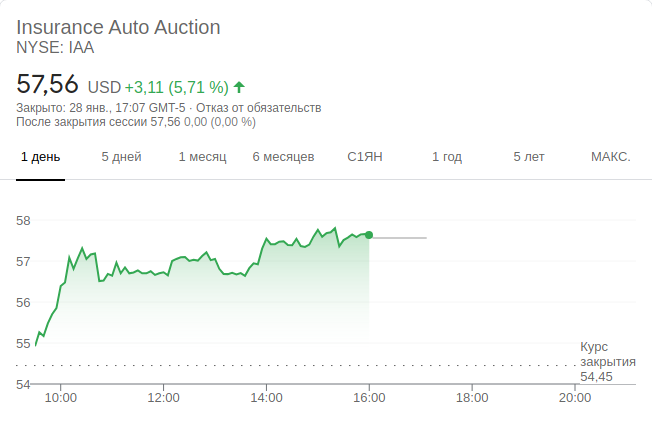 Insurance Auto Auction
NYSE: IAA
57,56 USD +3,11 (5,71 %)
Закрыто: 28 янв., 17:07 GMT-5 · Отказ от обязательств
После закрытия сессии 57,56 0,00 (0,00 %)
1 день 5 дней 1 месяц 6 месяцев С1ЯН 1 год 5 лет МАКС.
58
57
56
55
54
Курс
закрытия
54,45
10:00 12:00 14:00 16:00 18:00 20:00